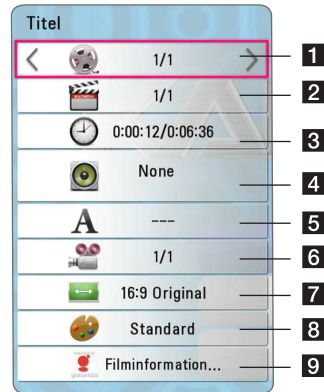 Titel
1/1 1
1/1 2
0:00:12/0:06:36 3
None 4
A --- 5
1/1 6
16:9 Original 7
Standard 8
Filminformation... 9